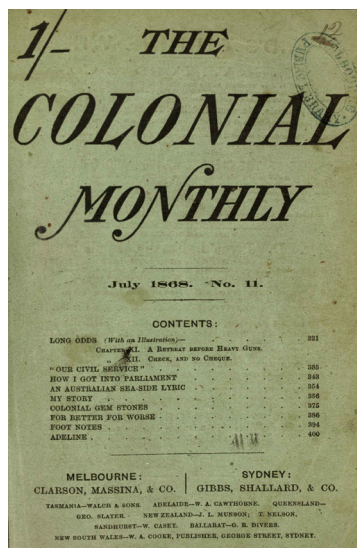 1/-
THE
COLONIAL
MONTHLY
July 1868. No. 11.
CONTENTS:
LONG ODDS (With an Illustration)— 321
CHAPTER XI. A RETREAT BEFORE HEAVY GUNS.
„ XII. CHECK, AND NO CHEQUE.
"OUR CIVIL SERVICE" 335
HOW I GOT INTO PARLIAMENT 343
AN AUSTRALIAN SEA-SIDE LYRIC 354
MY STORY 356
COLONIAL GEM STONES 375
FOR BETTER FOR WORSE 386
FOOT NOTES 394
ADELINE 400
MELBOURNE:
CLARSON, MASSINA, & CO.
SYDNEY:
GIBBS, SHALLARD, & CO.
TASMANIA—WALCH & SONS. ADELAIDE—W. A. CAWTHORNE. QUEENSLAND—
GEO. SLATER. NEW ZEALAND—J. L. MUNSON; T. NELSON,
SANDHURST—W. CASEY. BALLARAT—G. R. DIVERS.
NEW SOUTH WALES—W. A. COOKE, PUBLISHER, GEORGE STREET, SYDNEY.